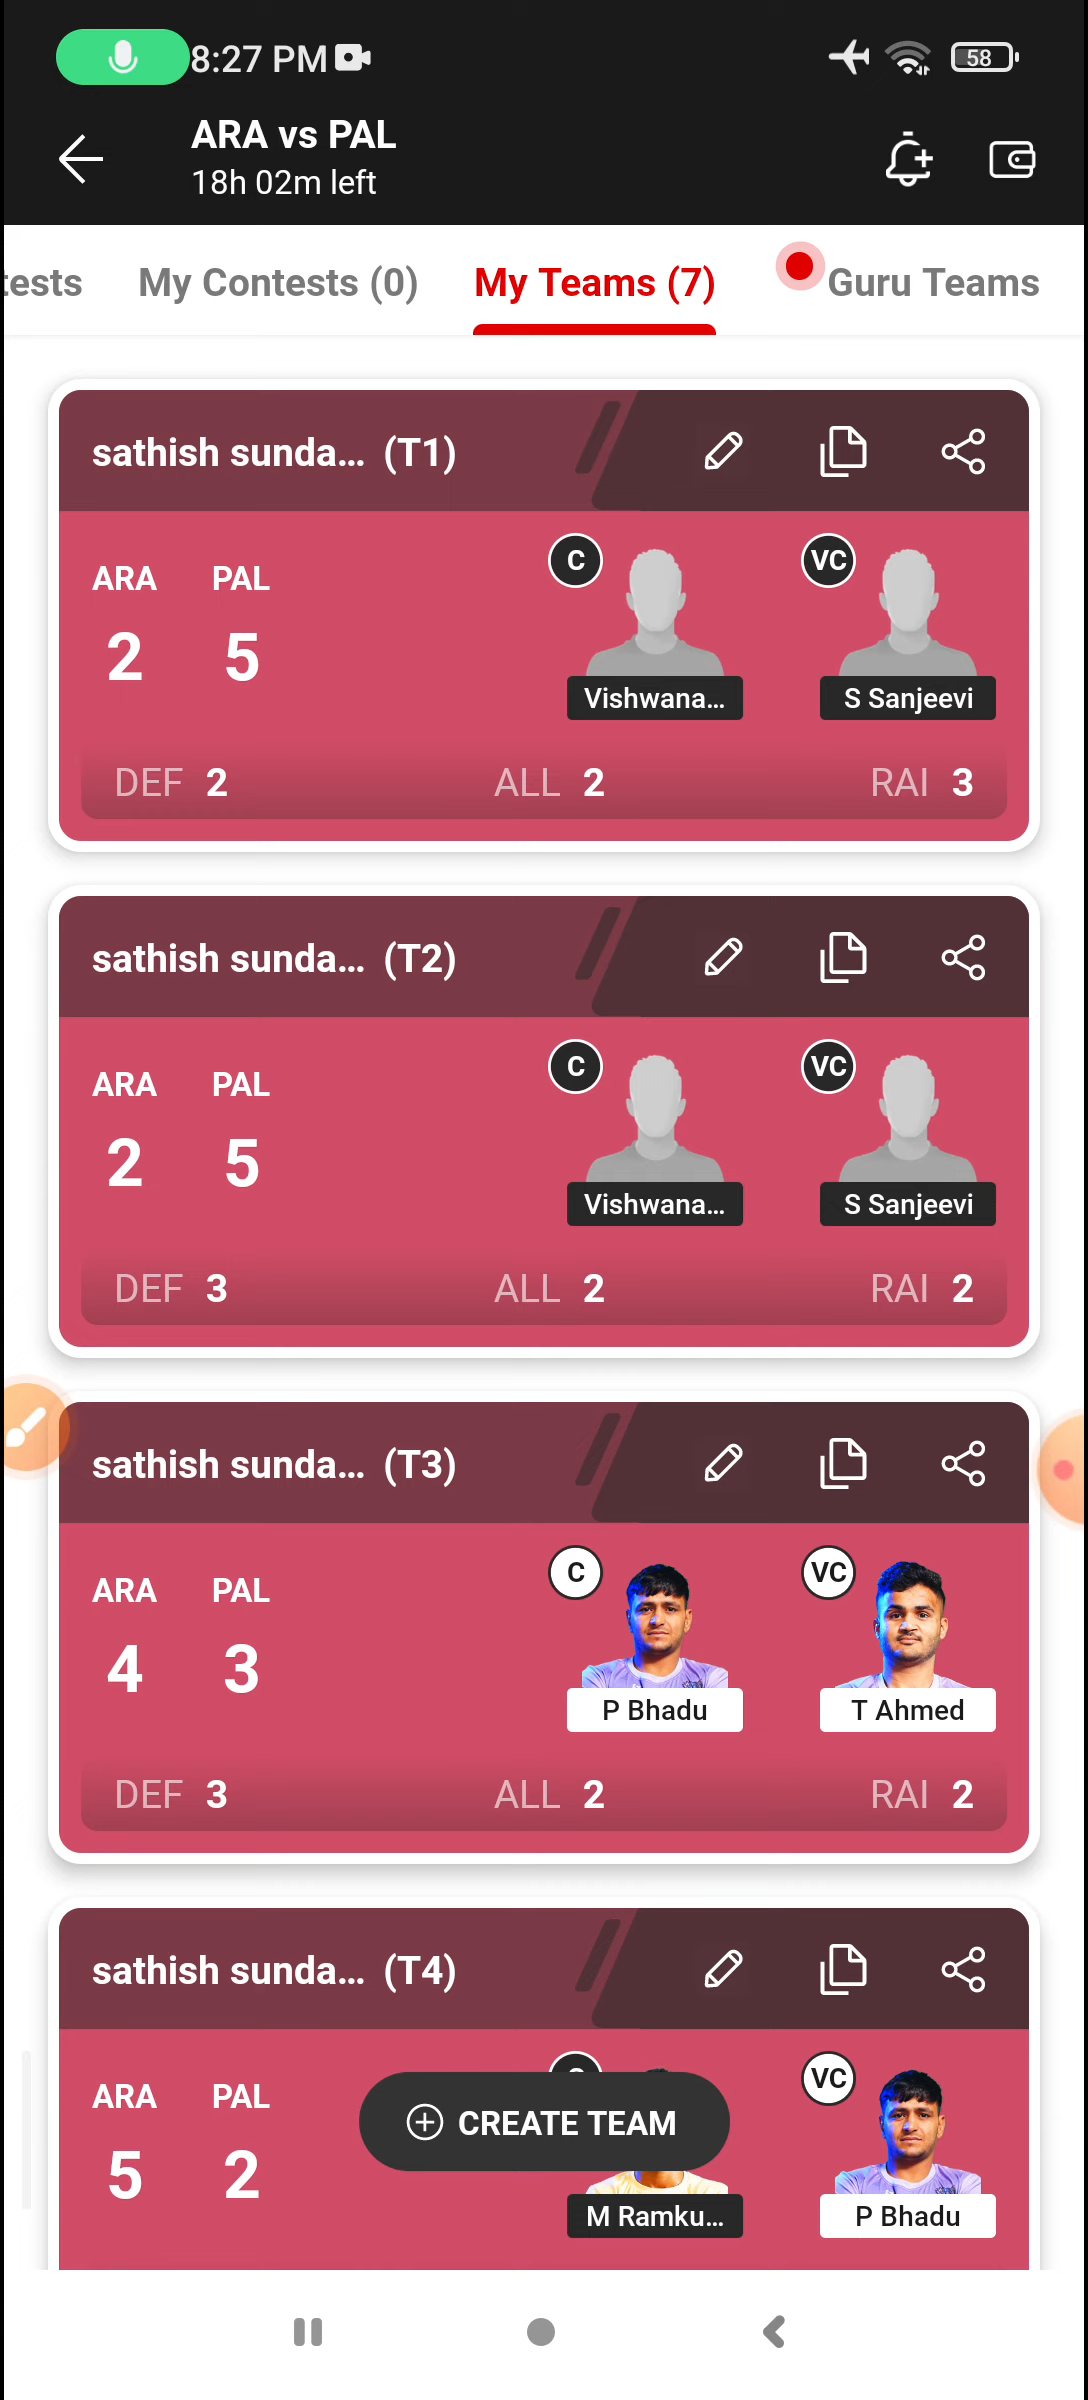 8:27 PM
58
ARA vs PAL
18h 02m left
tests My Contests (0) My Teams (7) Guru Teams
sathish sunda... (T1)
ARA PAL C VC
2 5
Vishwana... S Sanjeevi
DEF 2 ALL 2 RAI 3
sathish sunda... (T2)
ARA PAL C VC
2 5
Vishwana... S Sanjeevi
DEF 3 ALL 2 RAI 2
sathish sunda... (T3)
ARA PAL C VC
4 3
P Bhadu T Ahmed
DEF 3 ALL 2 RAI 2
sathish sunda... (T4)
ARA PAL VC
CREATE TEAM
5 2
M Ramku... P Bhadu